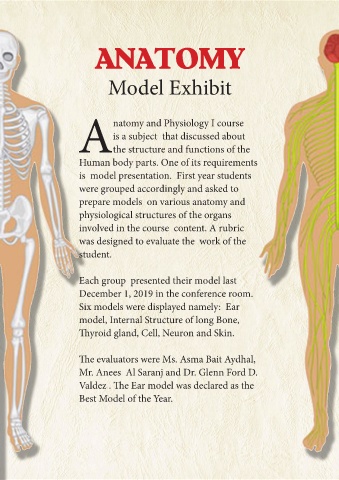 ANATOMY
Model Exhibit
Anatomy and Physiology I course
is a subject that discussed about
the structure and functions of the
Human body parts. One of its requirements
is model presentation. First year students
were grouped accordingly and asked to
prepare models on various anatomy and
physiological structures of the organs
involved in the course content. A rubric
was designed to evaluate the work of the
student.
Each group presented their model last
December 1, 2019 in the conference room.
Six models were displayed namely: Ear
model, Internal Structure of long Bone,
Thyroid gland, Cell, Neuron and Skin.
The evaluators were Ms. Asma Bait Aydhal,
Mr. Anees Al Saranj and Dr. Glenn Ford D.
Valdez . The Ear model was declared as the
Best Model of the Year.